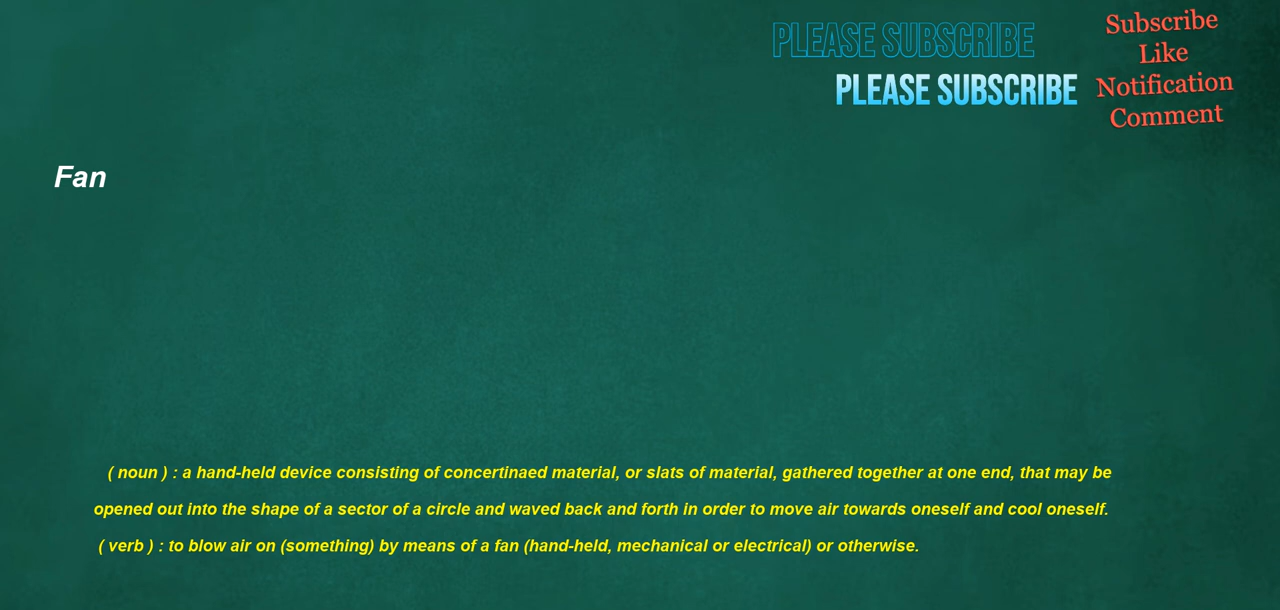 PLEASE SUBSCRIBE
PLEASE SUBSCRIBE
Subscribe
Like
Notification
Comment
Fan
( noun ) : a hand-held device consisting of concertinaed material, or slats of material, gathered together at one end, that may be
opened out into the shape of a sector of a circle and waved back and forth in order to move air towards oneself and cool oneself.
( verb ) : to blow air on (something) by means of a fan (hand-held, mechanical or electrical) or otherwise.